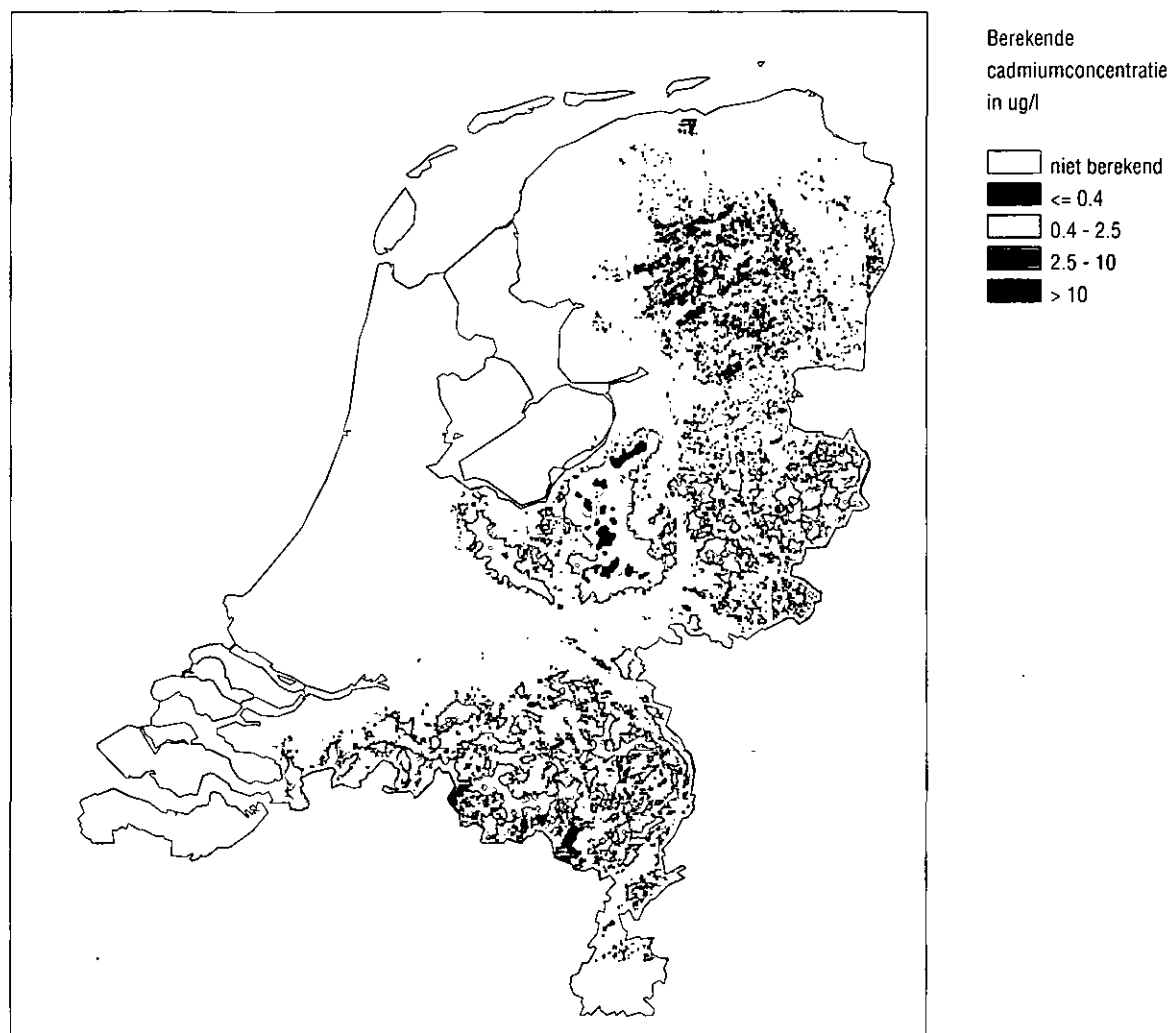 Berekende
cadmiumconcentratie
in ug/l
niet berekend
<= 0.4
0.4 - 2.5
2.5 - 10
> 10